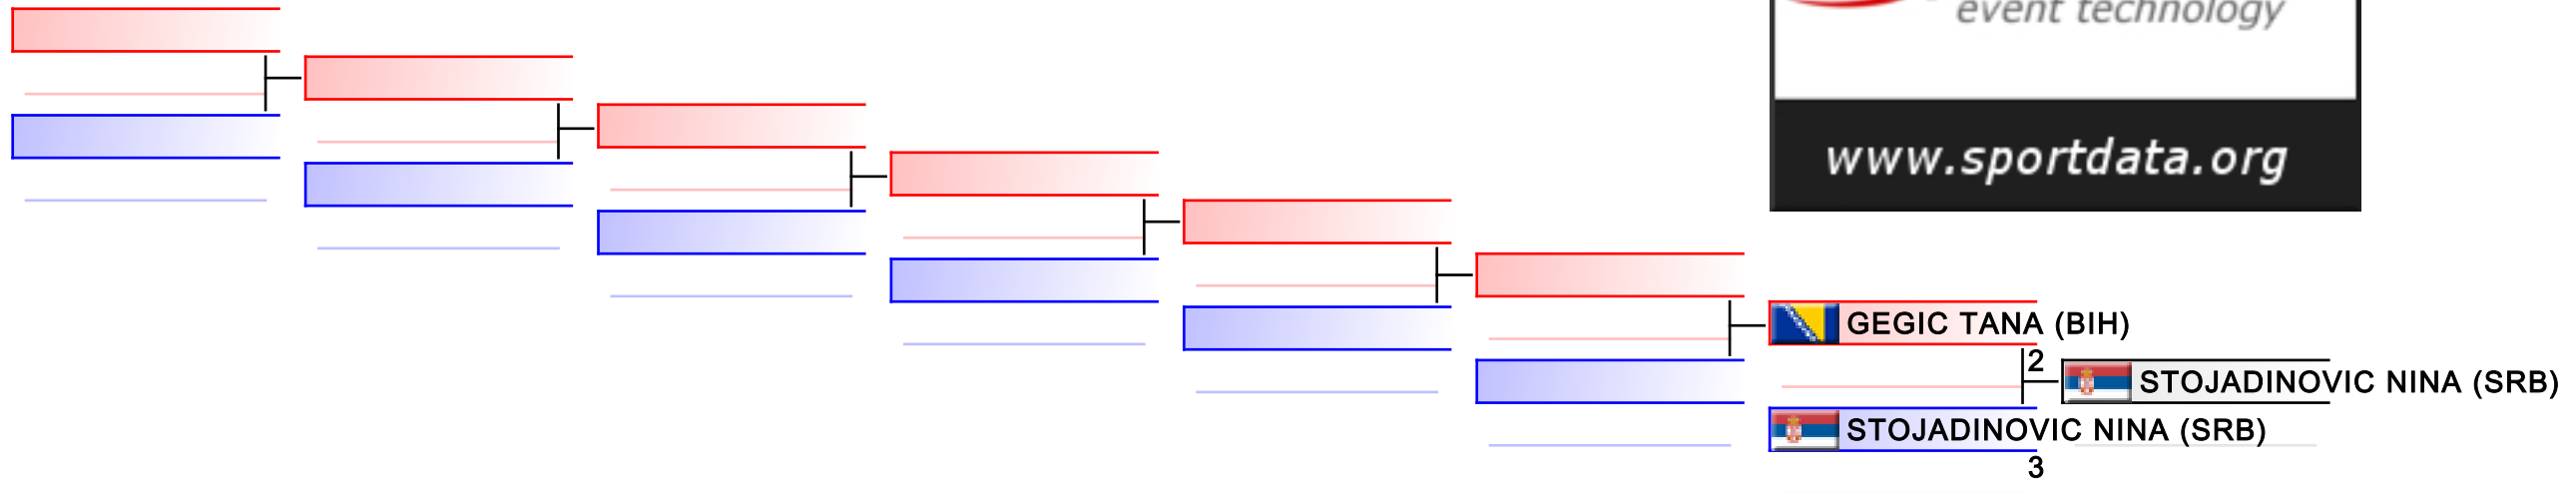 event technology
www.sportdata.org
GEGIC TANA (BIH)
2
STOJADINOVIC NINA (SRB)
STOJADINOVIC NINA (SRB)
3